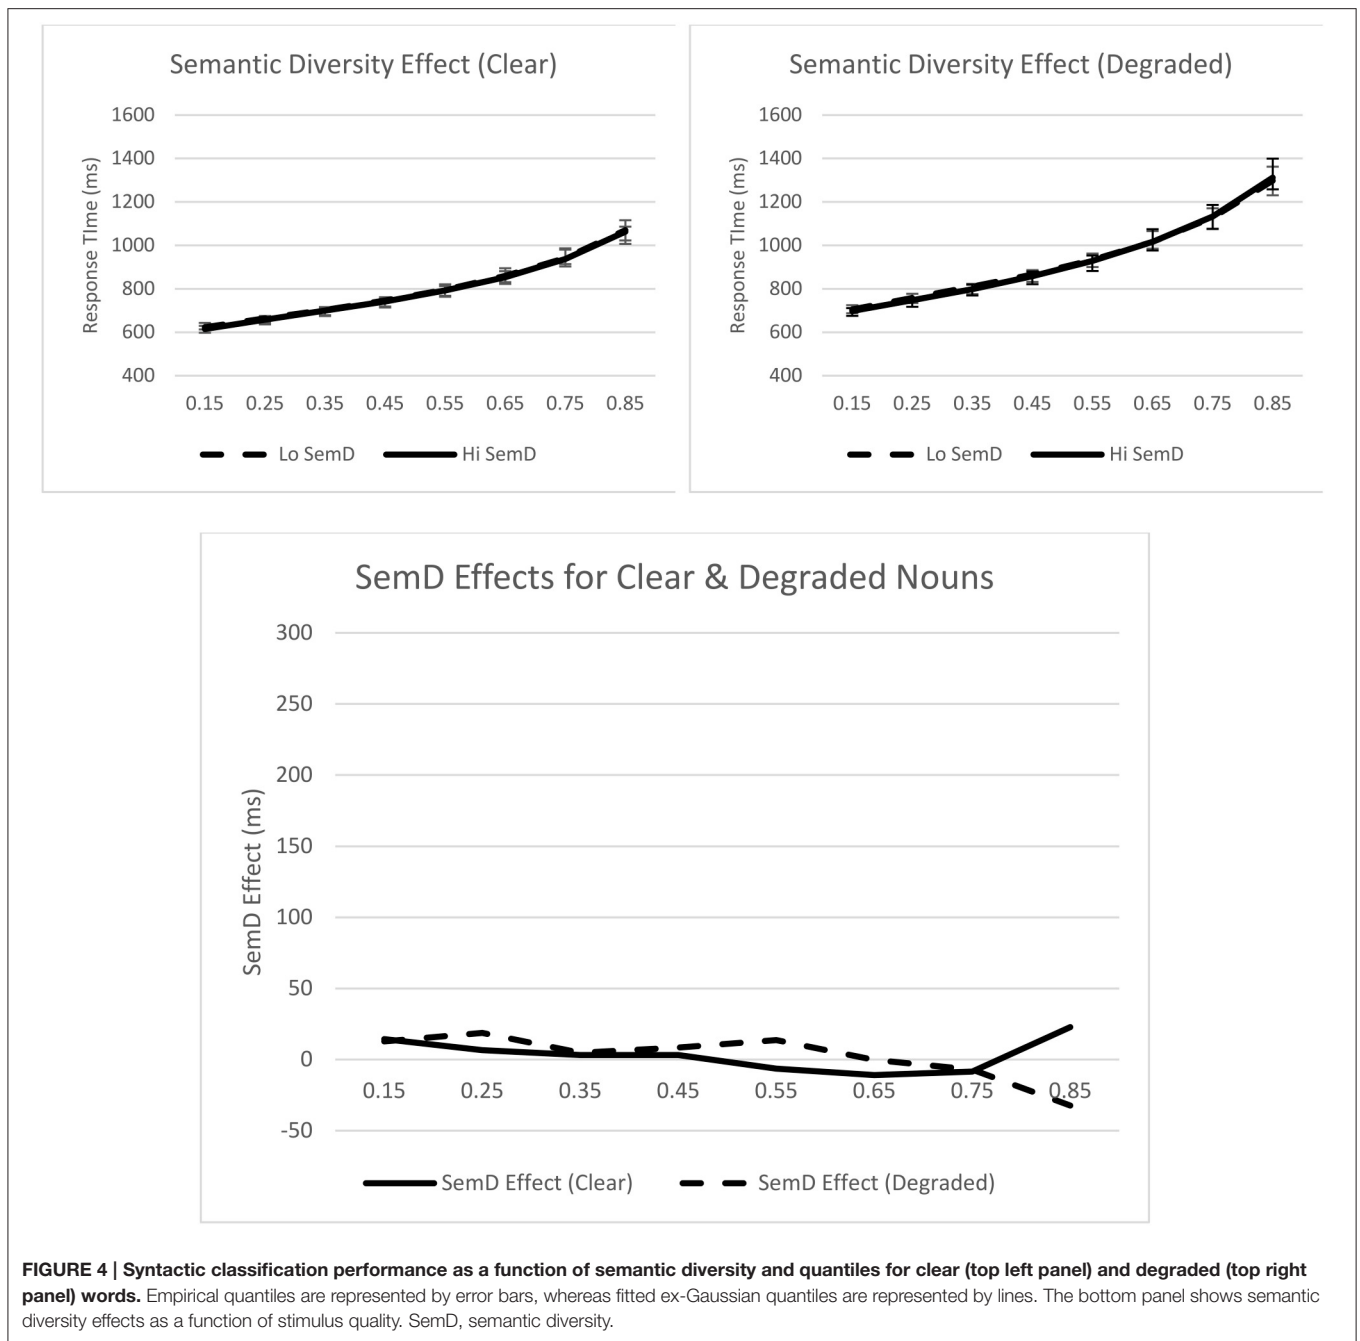 Semantic Diversity Effect (Clear)
1600
1400
1200
1000
800
600
400
Response TIme (ms)
0.15 0.25 0.35 0.45 0.55 0.65 0.75 0.85
Lo SemD Hi SemD
Semantic Diversity Effect (Degraded)
1600
1400
1200
1000
800
600
400
Response TIme (ms)
0.15 0.25 0.35 0.45 0.55 0.65 0.75 0.85
Lo SemD Hi SemD
SemD Effects for Clear & Degraded Nouns
300
250
200
150
100
50
0
-50
SemD Effect (ms)
0.15 0.25 0.35 0.45 0.55 0.65 0.75 0.85
SemD Effect (Clear) SemD Effect (Degraded)
FIGURE 4 | Syntactic classification performance as a function of semantic diversity and quantiles for clear (top left panel) and degraded (top right
panel) words. Empirical quantiles are represented by error bars, whereas fitted ex-Gaussian quantiles are represented by lines. The bottom panel shows semantic
diversity effects as a function of stimulus quality. SemD, semantic diversity.